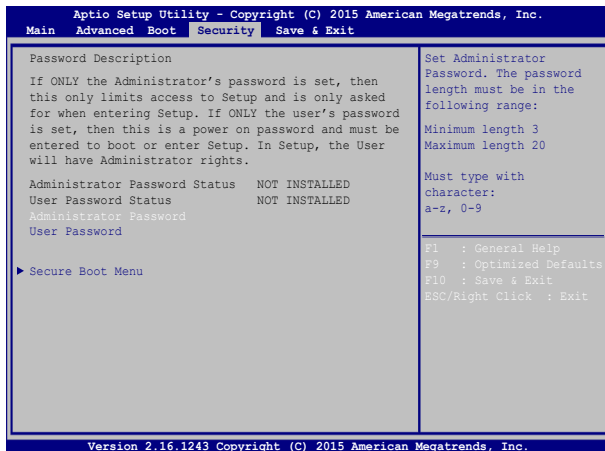 Aptio Setup Utility - Copyright (C) 2015 American Megatrends, Inc.
Main Advanced Boot Security Save & Exit
Password Description
If ONLY the Administrator's password is set, then
this only limits access to Setup and is only asked
for when entering Setup. If ONLY the user's password
is set, then this is a power on password and must be
entered to boot or enter Setup. In Setup, the User
will have Administrator rights.
Administrator Password Status NOT INSTALLED
User Password Status NOT INSTALLED
Administrator Password
User Password
Secure Boot Menu
Set Administrator
Password. The password
length must be in the
following range:
Minimum length 3
Maximum length 20
Must type with
character:
a-z, 0-9
F1 : General Help
F9 : Optimized Defaults
F10 : Save & Exit
ESC/Right Click : Exit
Version 2.16.1243 Copyright (C) 2015 American Megatrends, Inc.